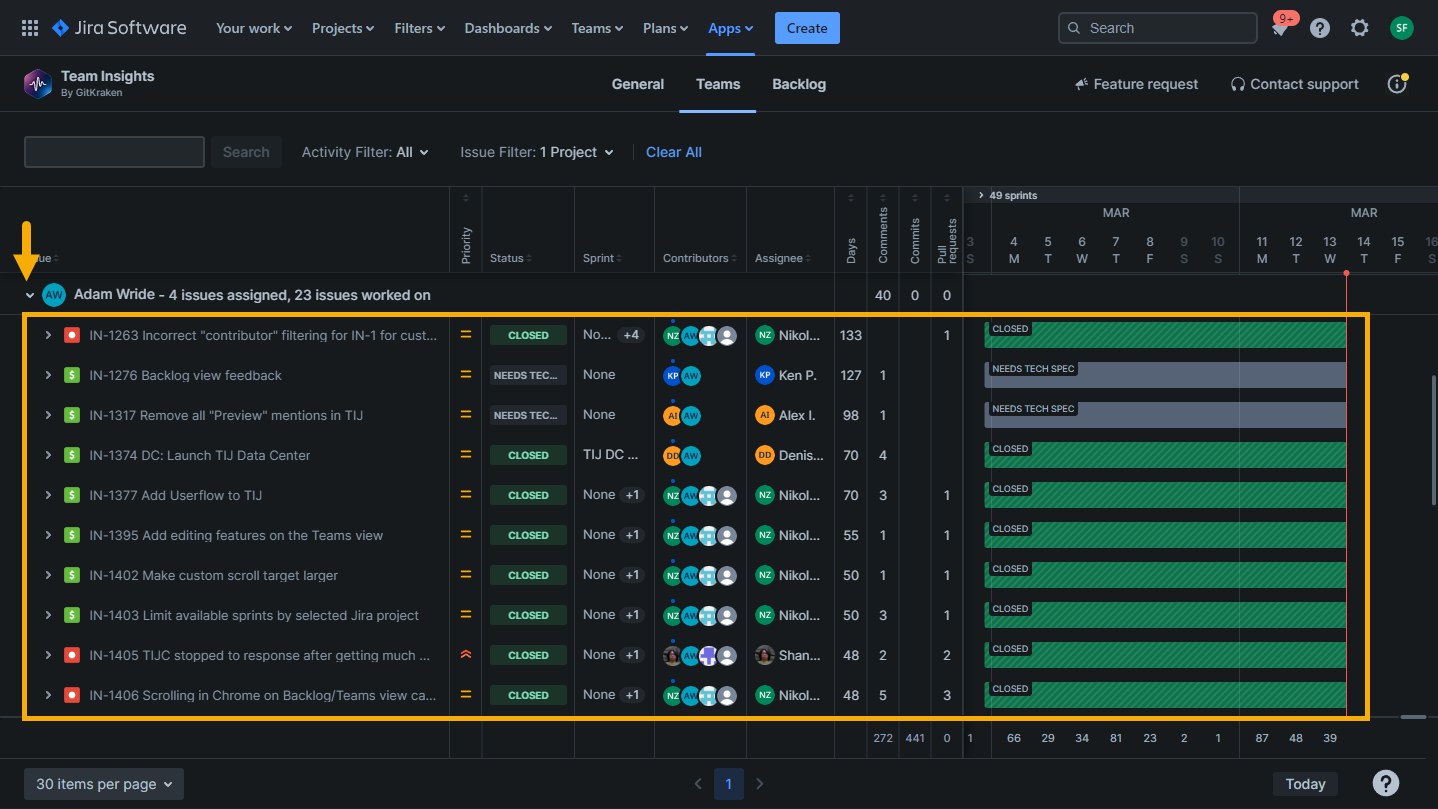 Jira Software Your work Projects Filters Dashboards Teams Plans Apps Create Search 9+ SF
Team Insights
By GitKraken
General Teams Backlog
Feature request Contact support
Search Activity Filter: All Issue Filter: 1 Project Clear All
49 sprints
MAR MAR
ue Priority Status Sprint Contributors Assignee Days Comments Commits Pull requests
3 4 5 6 7 8 9 10 11 12 13 14 15 16
S M T W T F S S M T W T F S
AW Adam Wride - 4 issues assigned, 23 issues worked on 40 0 0
IN-1263 Incorrect "contributor" filtering for IN-1 for cust... CLOSED No... +4 NZ AW NZ Nikol... 133 1 CLOSED
$ IN-1276 Backlog view feedback NEEDS TEC... None KP AW KP Ken P. 127 1 NEEDS TECH SPEC
$ IN-1317 Remove all "Preview" mentions in TIJ NEEDS TEC... None AI AW AI Alex I. 98 1 NEEDS TECH SPEC
$ IN-1374 DC: Launch TIJ Data Center CLOSED TIJ DC ... DD AW DD Denis... 70 4 CLOSED
$ IN-1377 Add Userflow to TIJ CLOSED None +1 NZ AW NZ Nikol... 70 3 1 CLOSED
$ IN-1395 Add editing features on the Teams view CLOSED None +1 NZ AW NZ Nikol... 55 1 1 CLOSED
$ IN-1402 Make custom scroll target larger CLOSED None +1 NZ AW NZ Nikol... 50 1 1 CLOSED
$ IN-1403 Limit available sprints by selected Jira project CLOSED None +1 NZ AW NZ Nikol... 50 3 1 CLOSED
IN-1405 TIJC stopped to response after getting much ... CLOSED None +1 AW Shan... 48 2 2 CLOSED
IN-1406 Scrolling in Chrome on Backlog/Teams view ca... CLOSED None +1 NZ AW NZ Nikol... 48 5 3 CLOSED
272 441 0 1 66 29 34 81 23 2 1 87 48 39
30 items per page 1 Today